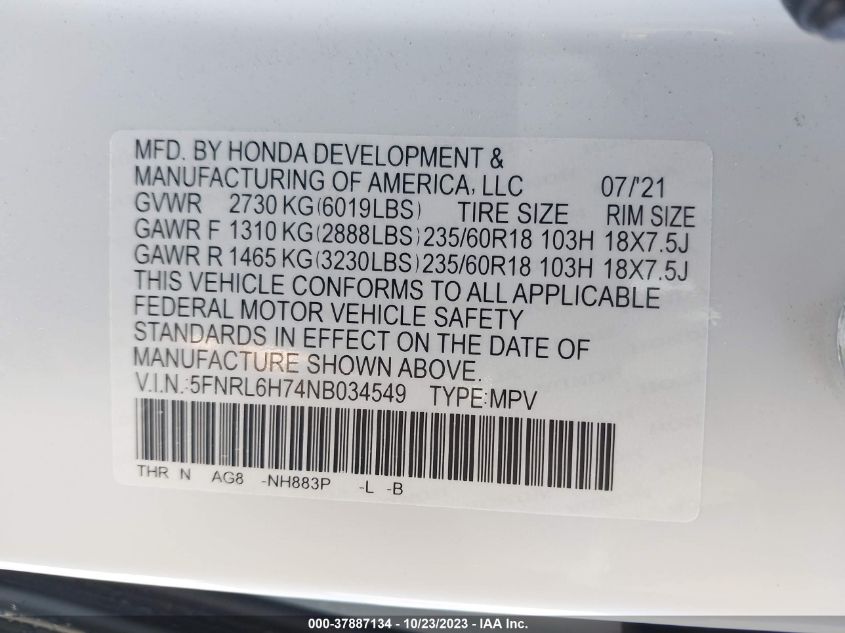 MFD. BY HONDA DEVELOPMENT &
MANUFACTURING OF AMERICA, LLC 07/'21
GVWR 2730 KG(6019LBS) TIRE SIZE RIM SIZE
GAWR F 1310 KG(2888LBS)235/60R18 103H 18X7.5J
GAWR R 1465 KG(3230LBS)235/60R18 103H 18X7.5J
THIS VEHICLE CONFORMS TO ALL APPLICABLE
FEDERAL MOTOR VEHICLE SAFETY
STANDARDS IN EFFECT ON THE DATE OF
MANUFACTURE SHOWN ABOVE.
V.I.N.:5FNRL6H74NB034549 TYPE:MPV
THR N AG8 -NH883P -L -B
000-37887134 - 10/23/2023 - IAA Inc.